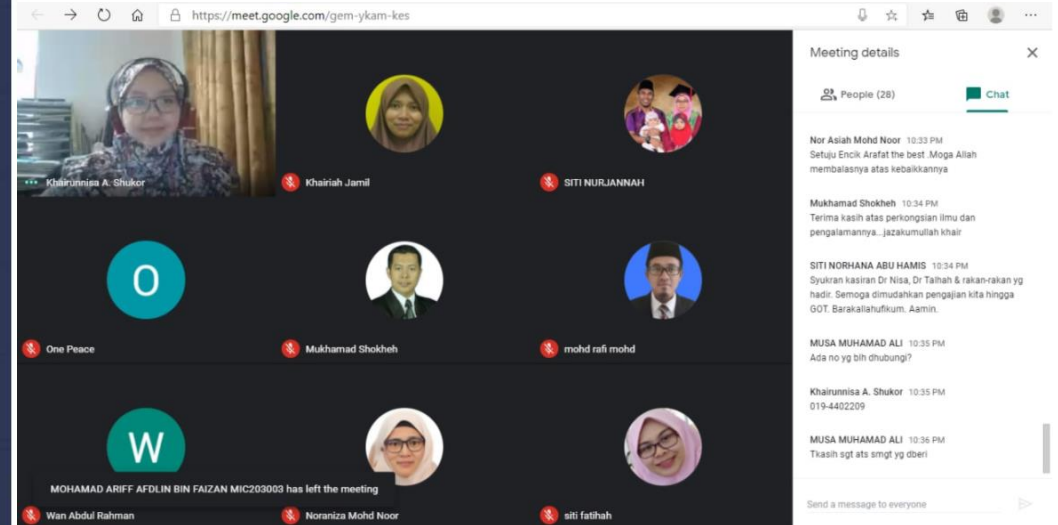 https://meet.google.com/gem-ykam-kes
Khairunnisa A. Shukor
Khairiah Jamil
SITI NURJANNAH
O
One Peace
Mukhamad Shokheh
mohd rafi mohd
W
MOHAMAD ARIFF AFDLIN BIN FAIZAN MIC203003 has left the meeting
Wan Abdul Rahman
Noraniza Mohd Noor
siti fatihah
Meeting details
People (28)
Chat
Nor Asiah Mohd Noor 10:33 PM
Setuju Encik Arafat the best .Moga Allah
membalasnya atas kebaikkannya
Mukhamad Shokheh 10:34 PM
Terima kasih atas perkongsian ilmu dan
pengalamannya...jazakumullah khair
SITI NORHANA ABU HAMIS 10:34 PM
Syukran kasiran Dr Nisa, Dr Talhah & rakan-rakan yg
hadir. Semoga dimudahkan pengajian kita hingga
GOT. Barakallahufikum. Aamin.
MUSA MUHAMAD ALI 10:35 PM
Ada no yg blh dhubungi?
Khairunnisa A. Shukor 10:35 PM
019-4402209
MUSA MUHAMAD ALI 10:36 PM
Tkasih sgt ats smgt yg dberi
Send a message to everyone